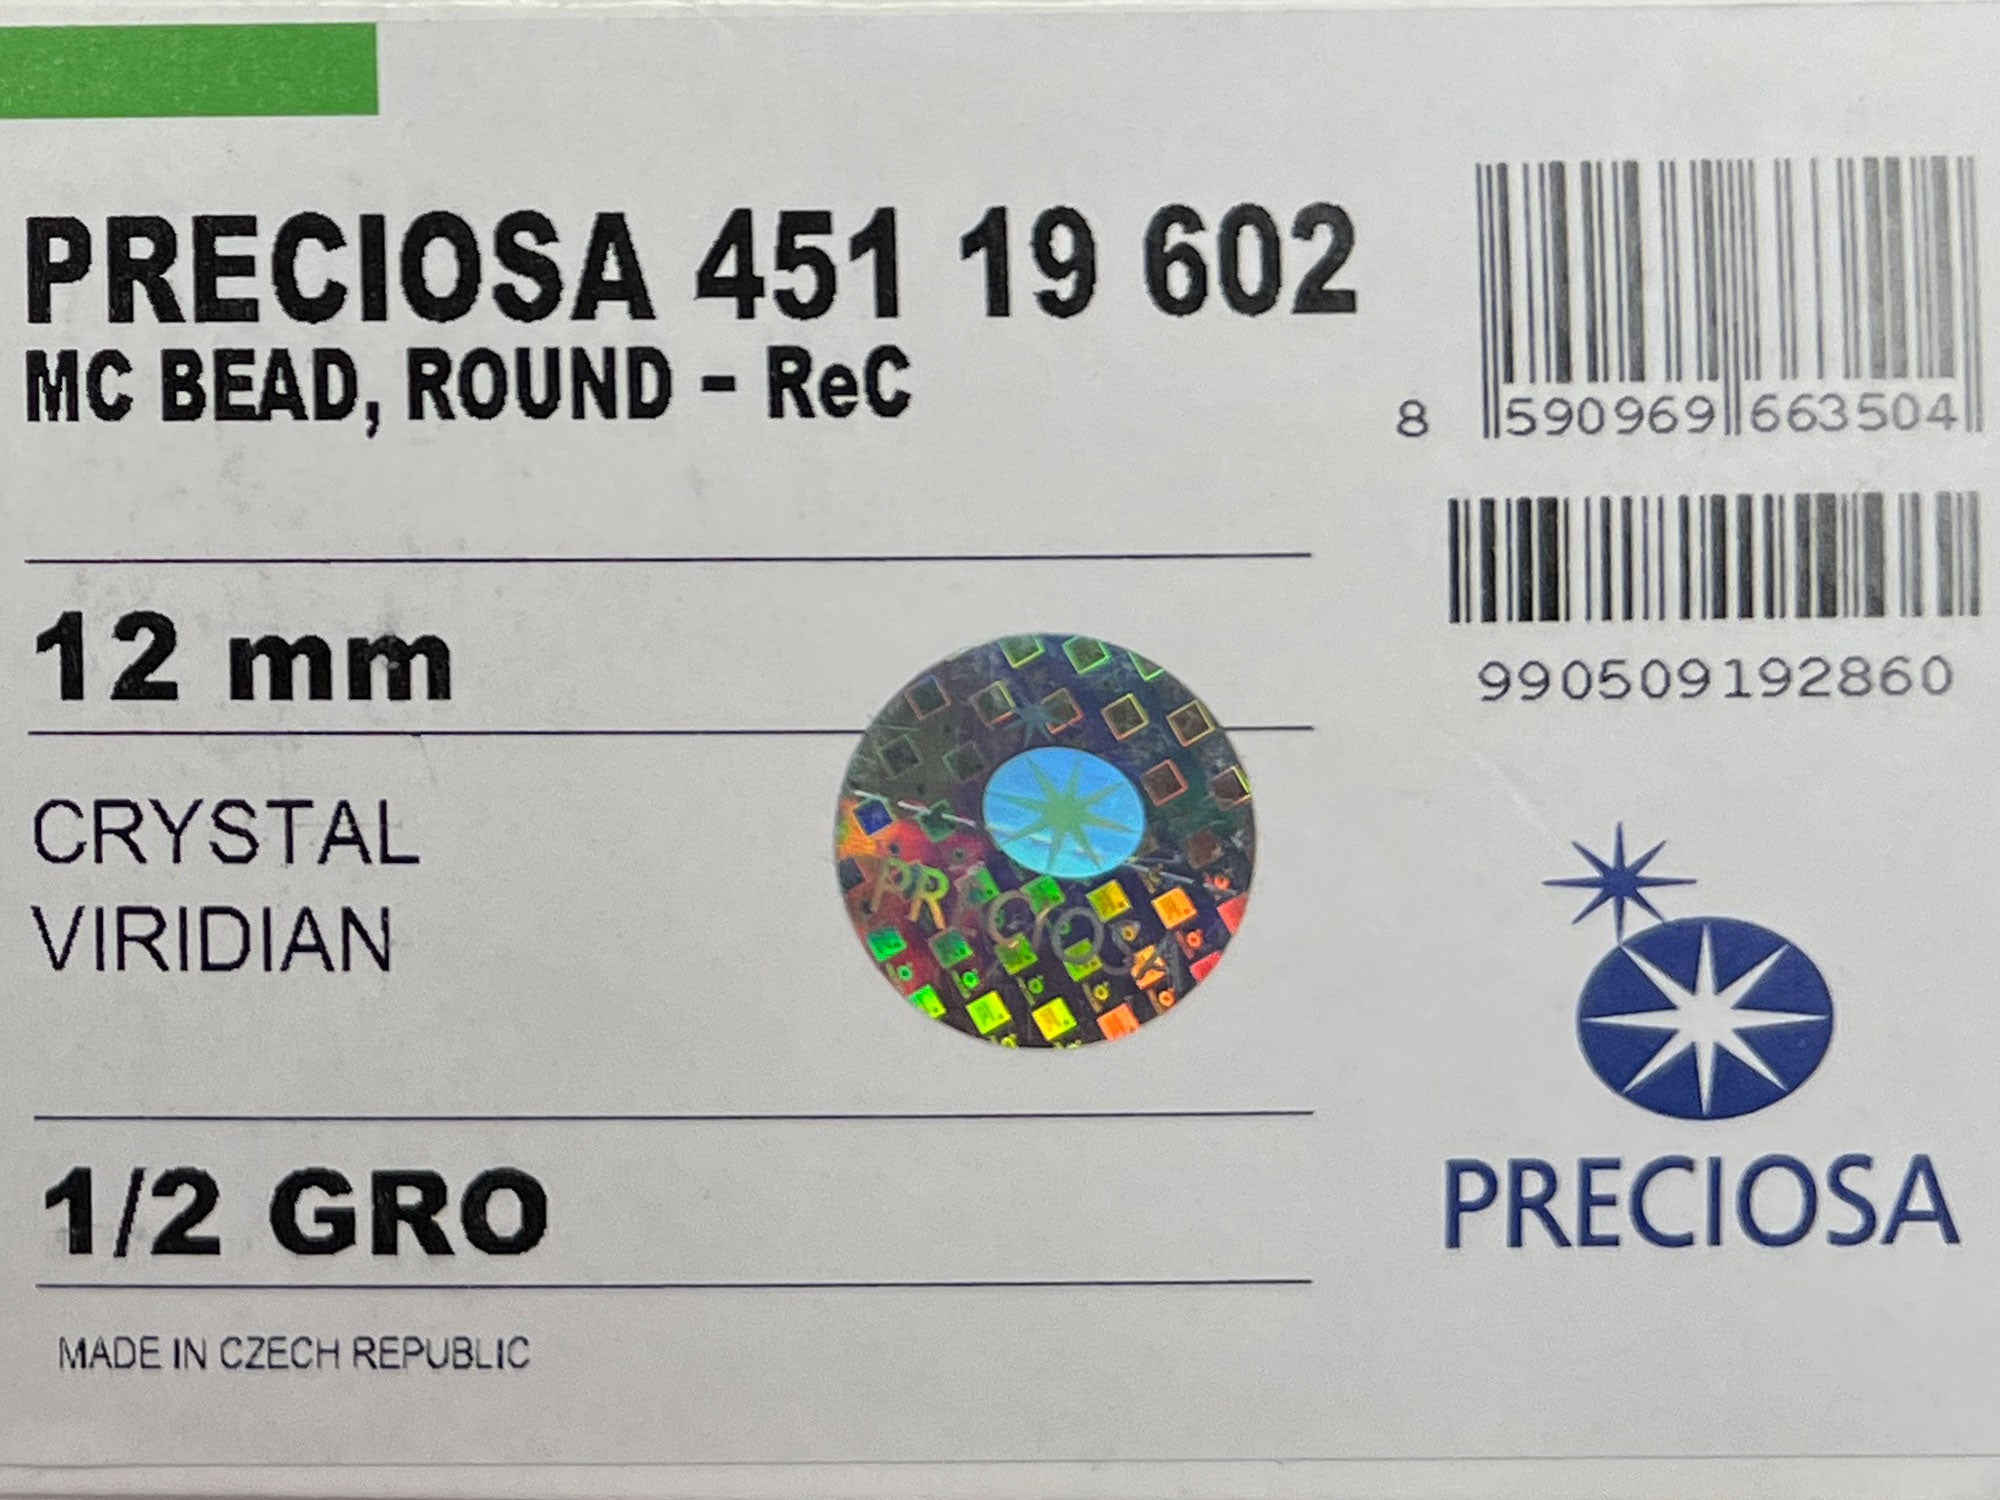 PRECIOSA 451 19 602
MC BEAD, ROUND - ReC
8 590969 663504
990509192860
12 mm
CRYSTAL
VIRIDIAN
PRECIOSA
1/2 GRO
PRECIOSA
MADE IN CZECH REPUBLIC